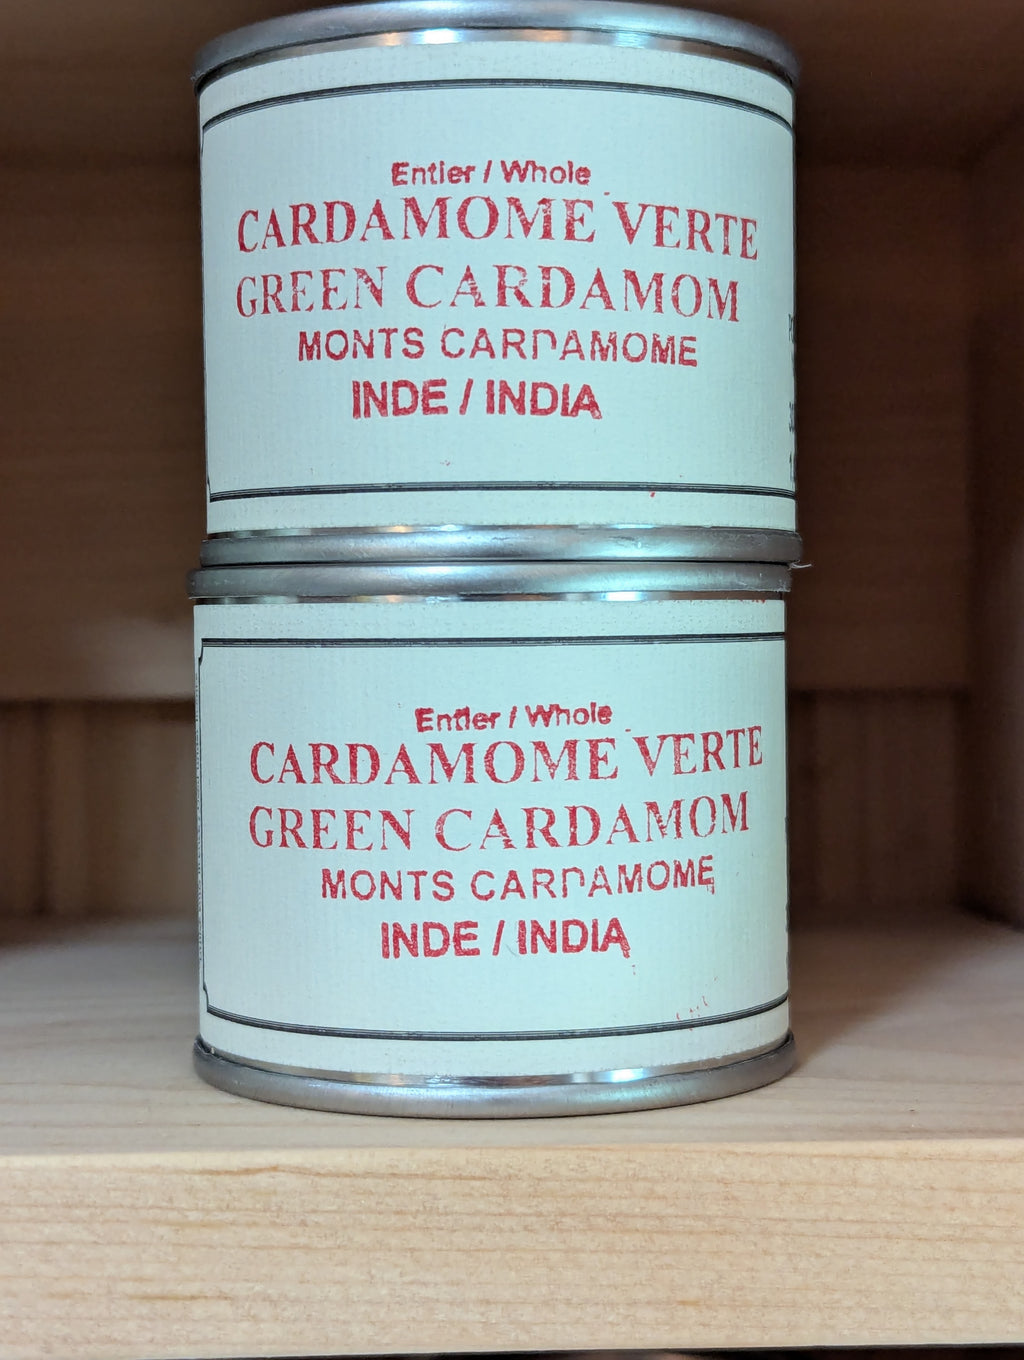 Entier / Whole
CARDAMOME VERTE
GREEN CARDAMOM
MONTS CARDAMOME
INDE / INDIA
Entier / Whole
CARDAMOME VERTE
GREEN CARDAMOM
MONTS CARDAMOME
INDE / INDIA